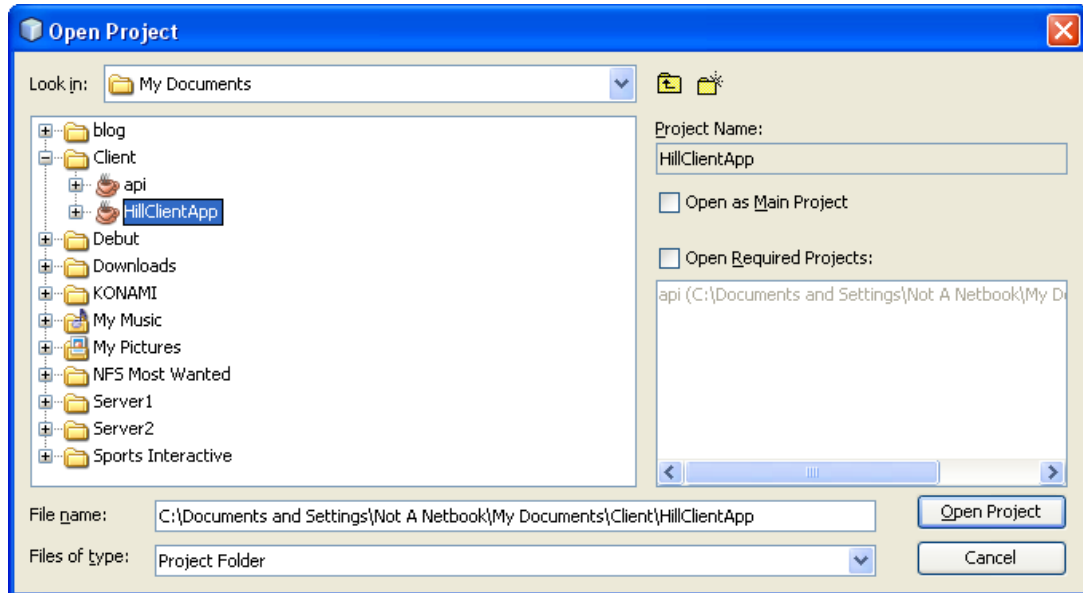 Open Project
Look in: My Documents
blog
Client
api
HillClientApp
Debut
Downloads
KONAMI
My Music
My Pictures
NFS Most Wanted
Server1
Server2
Sports Interactive
Project Name:
HillClientApp
Open as Main Project
Open Required Projects:
api (C:\Documents and Settings\Not A Netbook\My
File name: C:\Documents and Settings\Not A Netbook\My Documents\Client\HillClientApp
Open Project
Files of type: Project Folder
Cancel